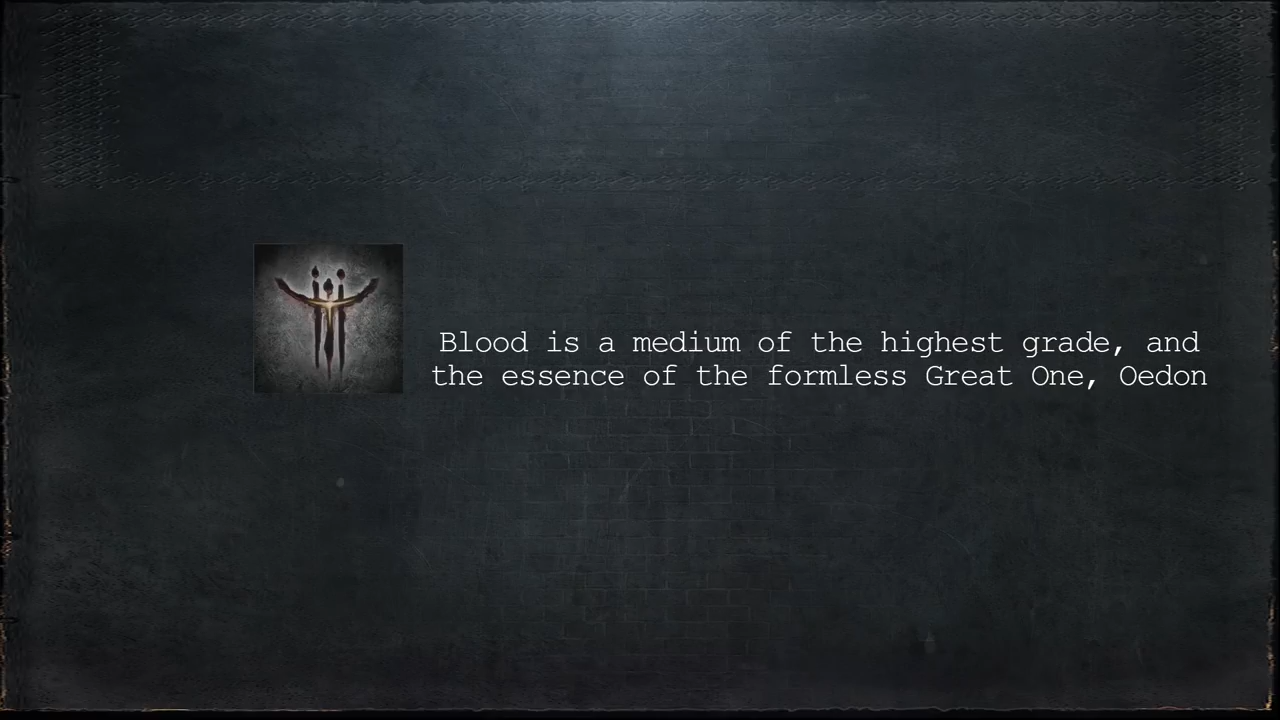 Blood is a medium of the highest grade, and
the essence of the formless Great One, Oedon